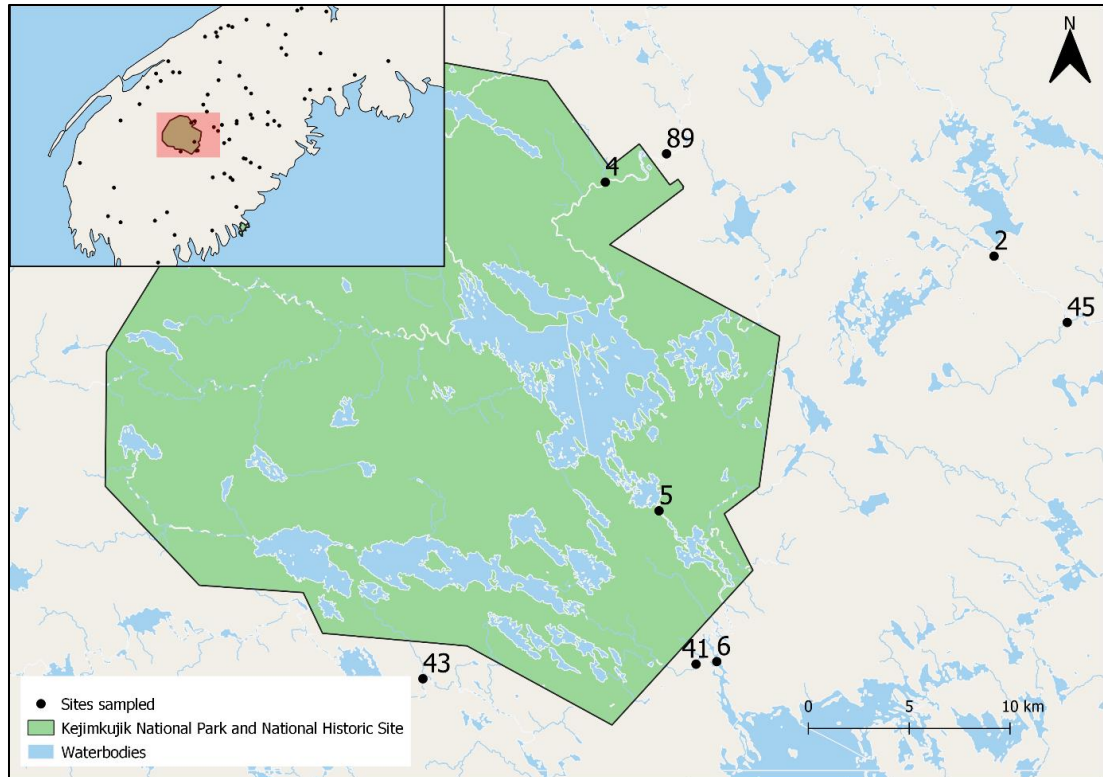 N
89
4
2
45
5
41 6
43
Sites sampled
Kejimkujik National Park and National Historic Site
Waterbodies
0 5 10 km